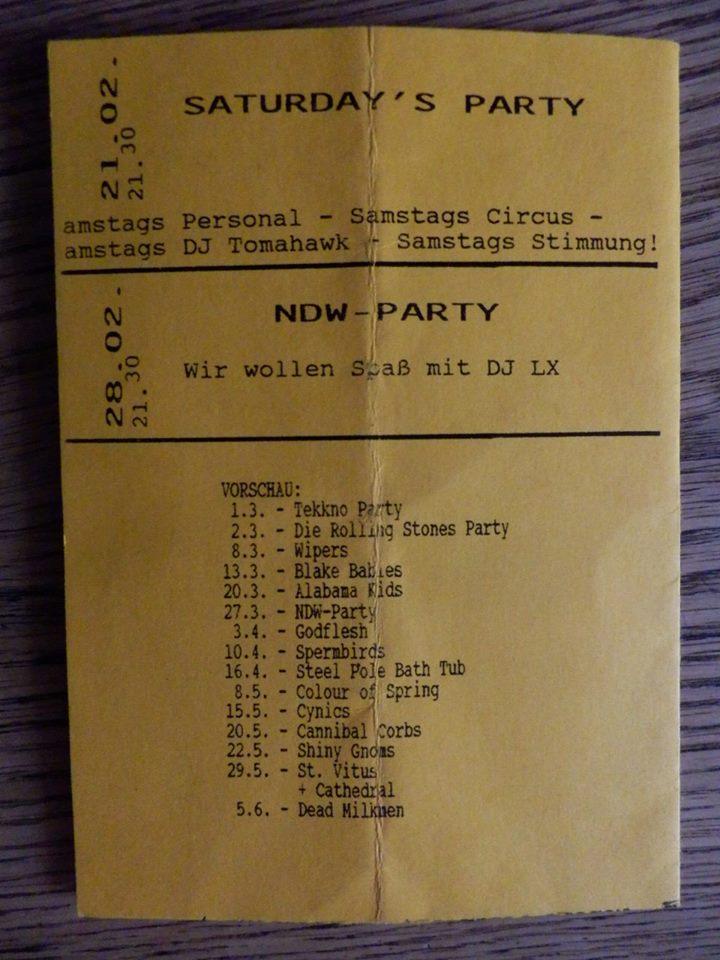 21.02.
21.30
SATURDAY'S PARTY
amstags Personal - Samstags Circus -
amstags DJ Tomahawk - Samstags Stimmung!
28.02.
21.30
NDW-PARTY
Wir wollen Spaß mit DJ LX
VORSCHAU:
1.3. - Tekkno Party
2.3. - Die Rolling Stones Party
8.3. - Wipers
13.3. - Blake Babies
20.3. - Alabama Kids
27.3. - NDW-Party
3.4. - Godflesh
10.4. - Spermbirds
16.4. - Steel Pole Bath Tub
8.5. - Colour of Spring
15.5. - Cynics
20.5. - Cannibal Corbs
22.5. - Shiny Gnoms
29.5. - St. Vitus
+ Cathedral
5.6. - Dead Milkmen